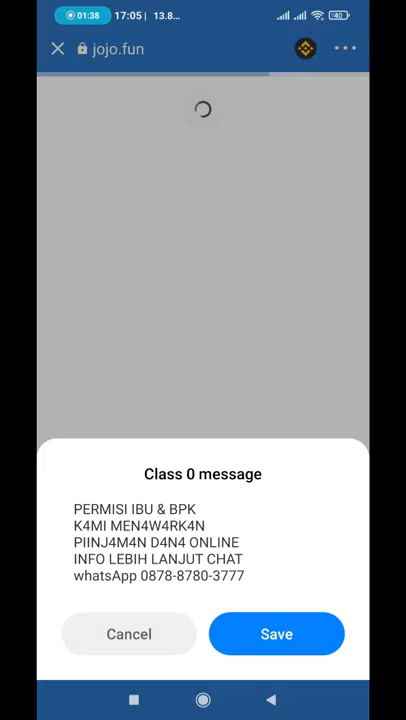 01:38 17:05 | 13.8... 40
jojo.fun
Class 0 message
PERMISI IBU & BPK
K4MI MEN4W4RK4N
PIINJ4M4N D4N4 ONLINE
INFO LEBIH LANJUT CHAT
whatsApp 0878-8780-3777
Cancel Save